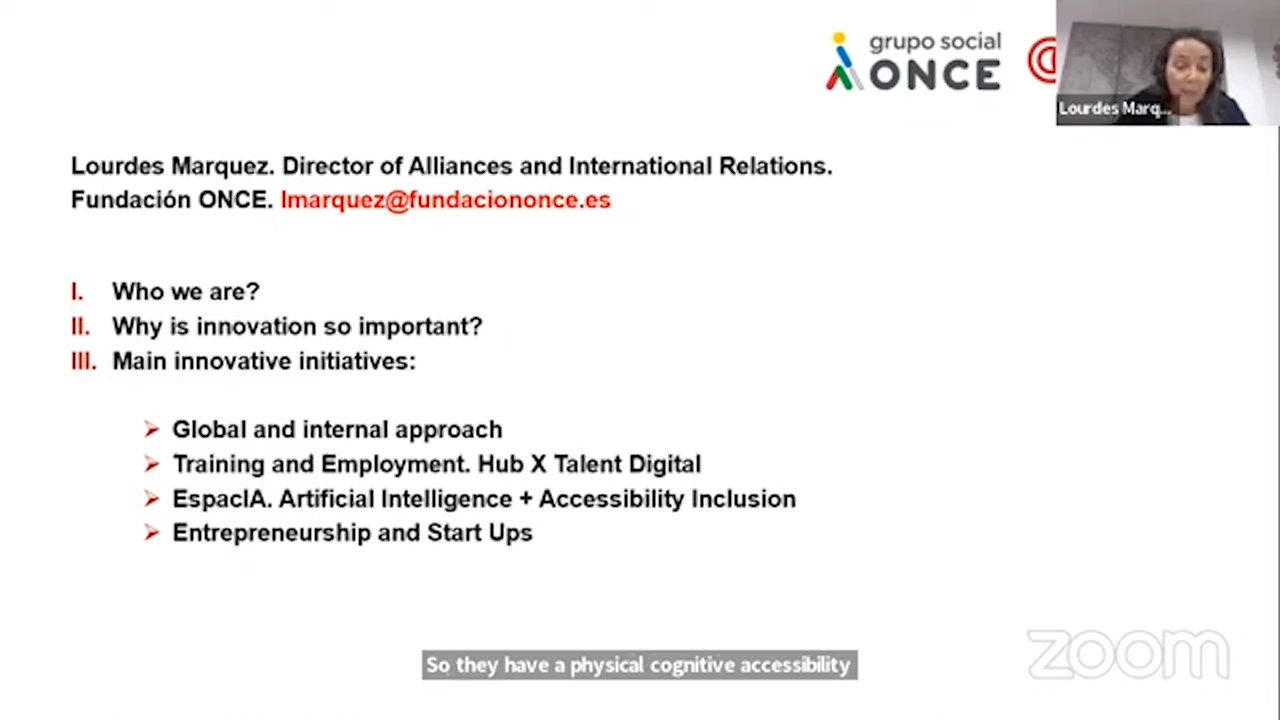 grupo social
ONCE
Lourdes Marq...
Lourdes Marquez. Director of Alliances and International Relations.
Fundación ONCE. lmarquez@fundaciononce.es
I. Who we are?
II. Why is innovation so important?
III. Main innovative initiatives:
➢ Global and internal approach
➢ Training and Employment. Hub X Talent Digital
➢ EspacIA. Artificial Intelligence + Accessibility Inclusion
➢ Entrepreneurship and Start Ups
So they have a physical cognitive accessibility
zoom